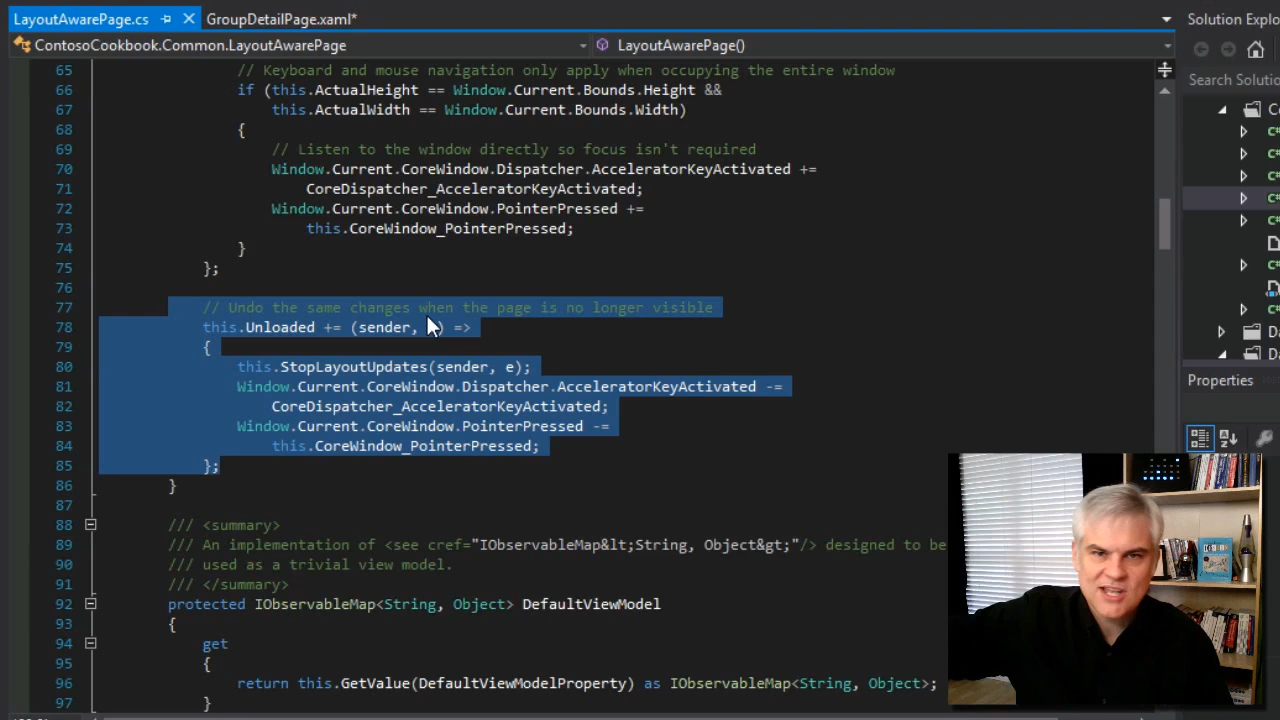 LayoutAwarePage.cs
GroupDetailPage.xaml*
Solution Explo
ContosoCookbook.Common.LayoutAwarePage
LayoutAwarePage()
Search Solutio
65 // Keyboard and mouse navigation only apply when occupying the entire window
66 if (this.ActualHeight == Window.Current.Bounds.Height &&
67 this.ActualWidth == Window.Current.Bounds.Width)
68 {
69 // Listen to the window directly so focus isn't required
70 Window.Current.CoreWindow.Dispatcher.AcceleratorKeyActivated +=
71 CoreDispatcher_AcceleratorKeyActivated;
72 Window.Current.CoreWindow.PointerPressed +=
73 this.CoreWindow_PointerPressed;
74 }
75 };
76
77 // Undo the same changes when the page is no longer visible
78 this.Unloaded += (sender, ) =>
79 {
80 this.StopLayoutUpdates(sender, e);
81 Window.Current.CoreWindow.Dispatcher.AcceleratorKeyActivated -=
82 CoreDispatcher_AcceleratorKeyActivated;
83 Window.Current.CoreWindow.PointerPressed -=
84 this.CoreWindow_PointerPressed;
85 };
86 }
87
88 /// <summary>
89 /// An implementation of <see cref="IObservableMap&lt;String, Object&gt;"/> designed to be
90 /// used as a trivial view model.
91 /// </summary>
92 protected IObservableMap<String, Object> DefaultViewModel
93 {
94 get
95 {
96 return this.GetValue(DefaultViewModelProperty) as IObservableMap<String, Object>;
97 }
Properties